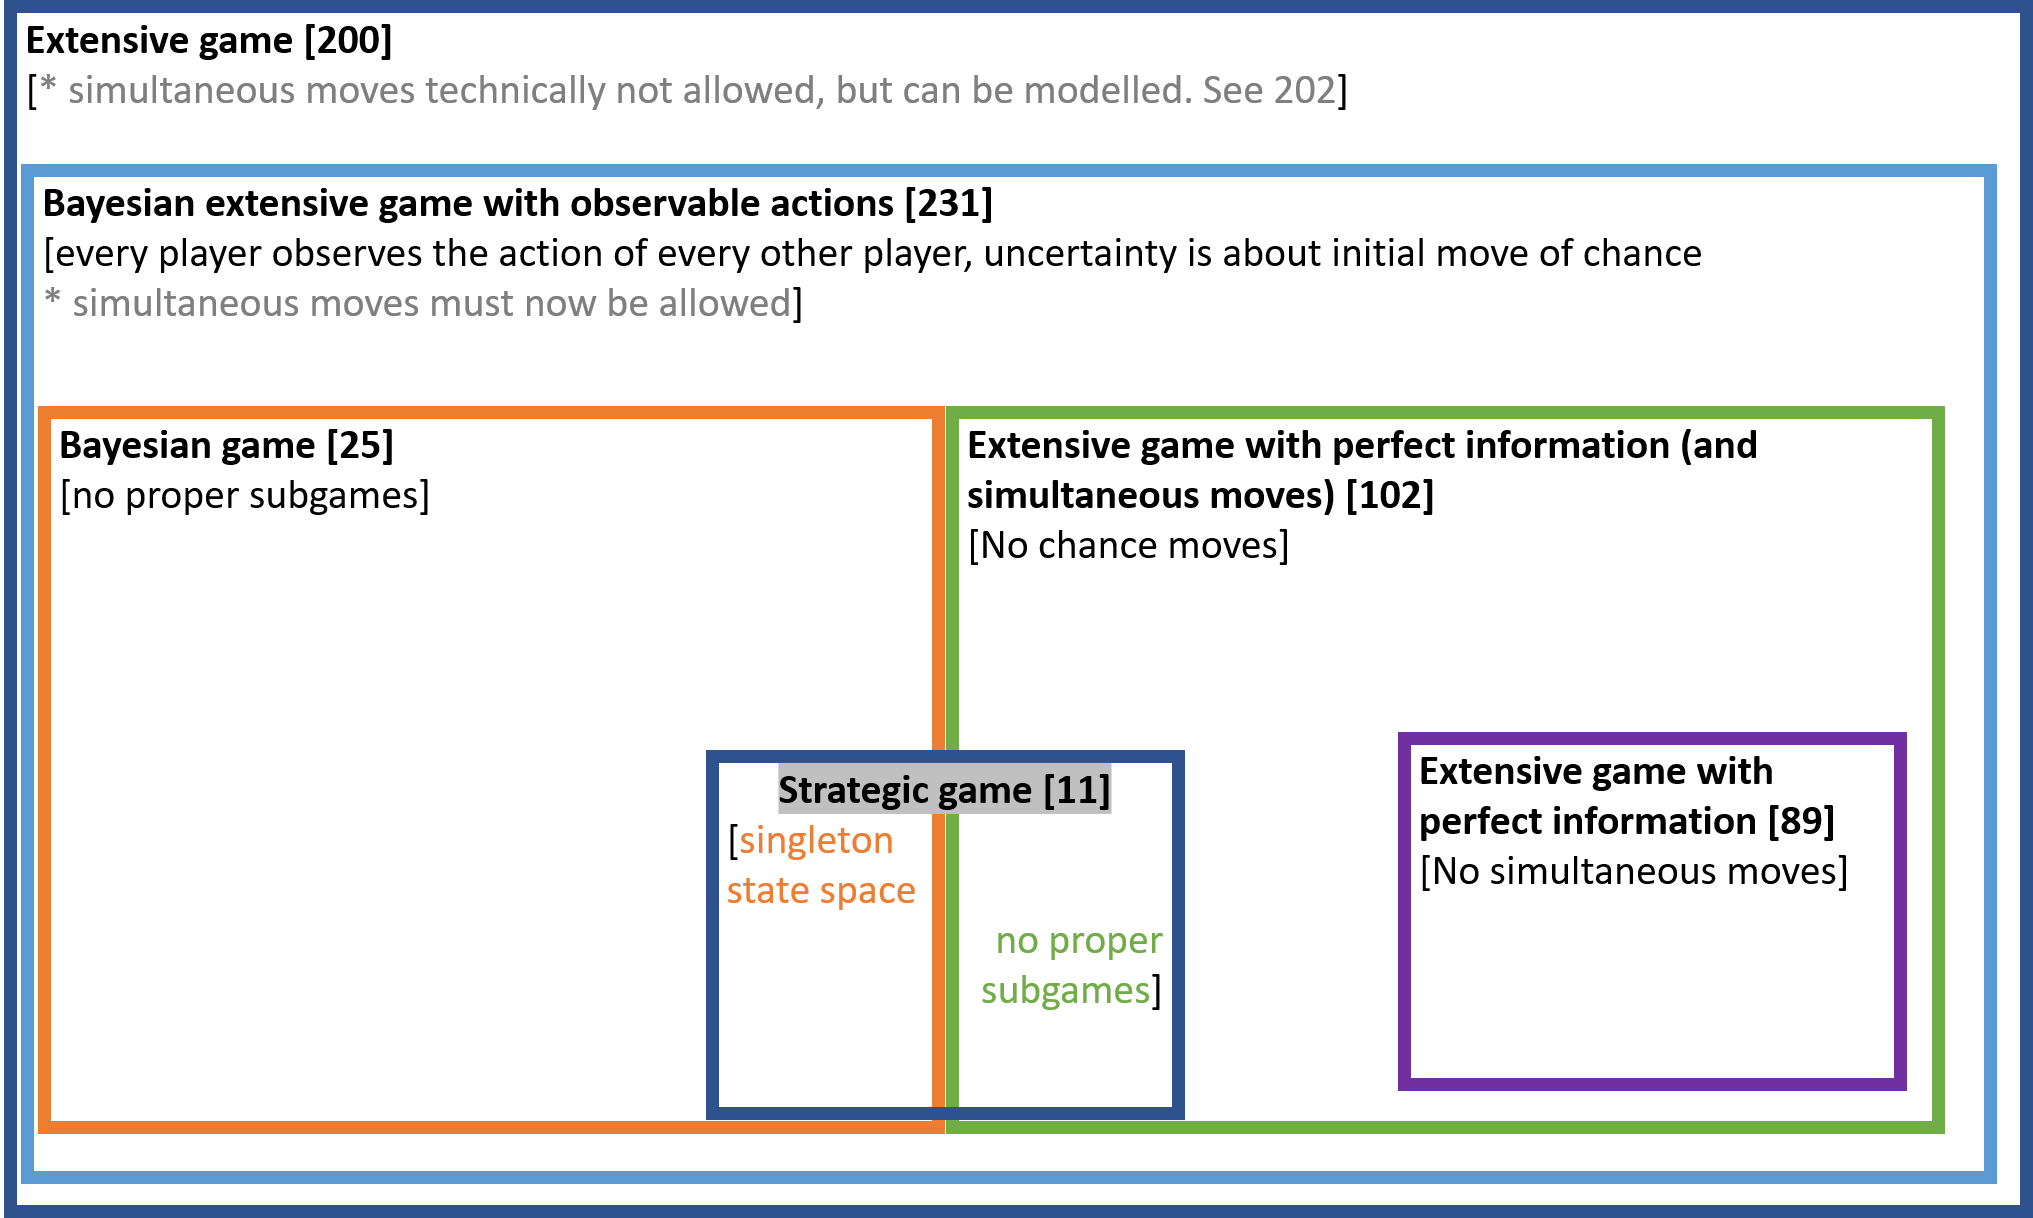 Extensive game [200]
[* simultaneous moves technically not allowed, but can be modelled. See 202]
Bayesian extensive game with observable actions [231]
[every player observes the action of every other player, uncertainty is about initial move of chance
* simultaneous moves must now be allowed]
Bayesian game [25]
[no proper subgames]
Extensive game with perfect information (and
simultaneous moves) [102]
[No chance moves]
Strategic game [11]
[singleton
state space
no proper
subgames]
Extensive game with
perfect information [89]
[No simultaneous moves]